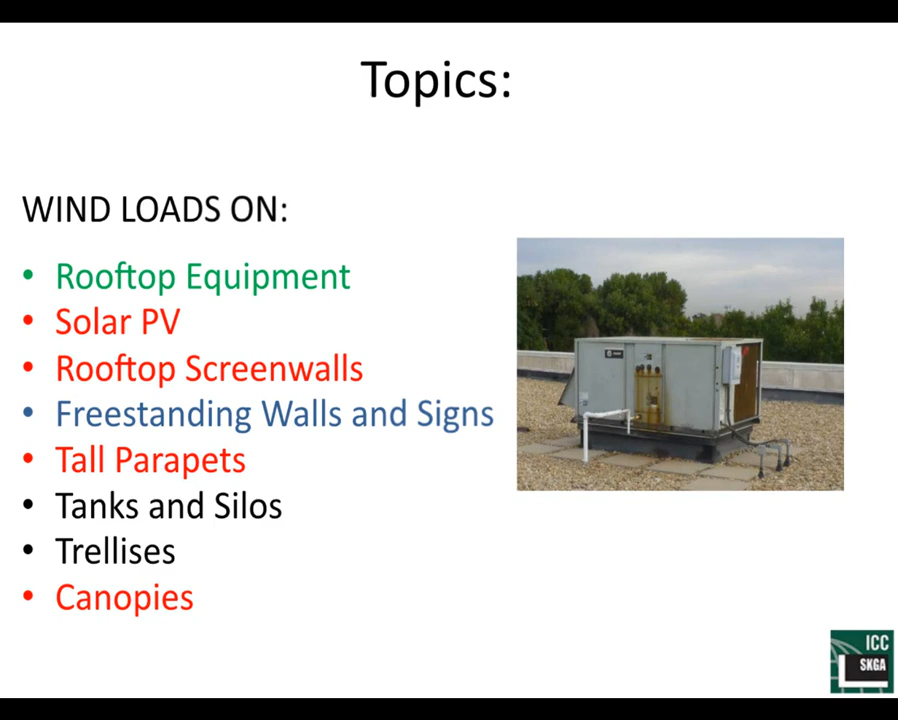 Topics:
WIND LOADS ON:
• Rooftop Equipment
• Solar PV
• Rooftop Screenwalls
• Freestanding Walls and Signs
• Tall Parapets
• Tanks and Silos
• Trellises
• Canopies
ICC
SKGA